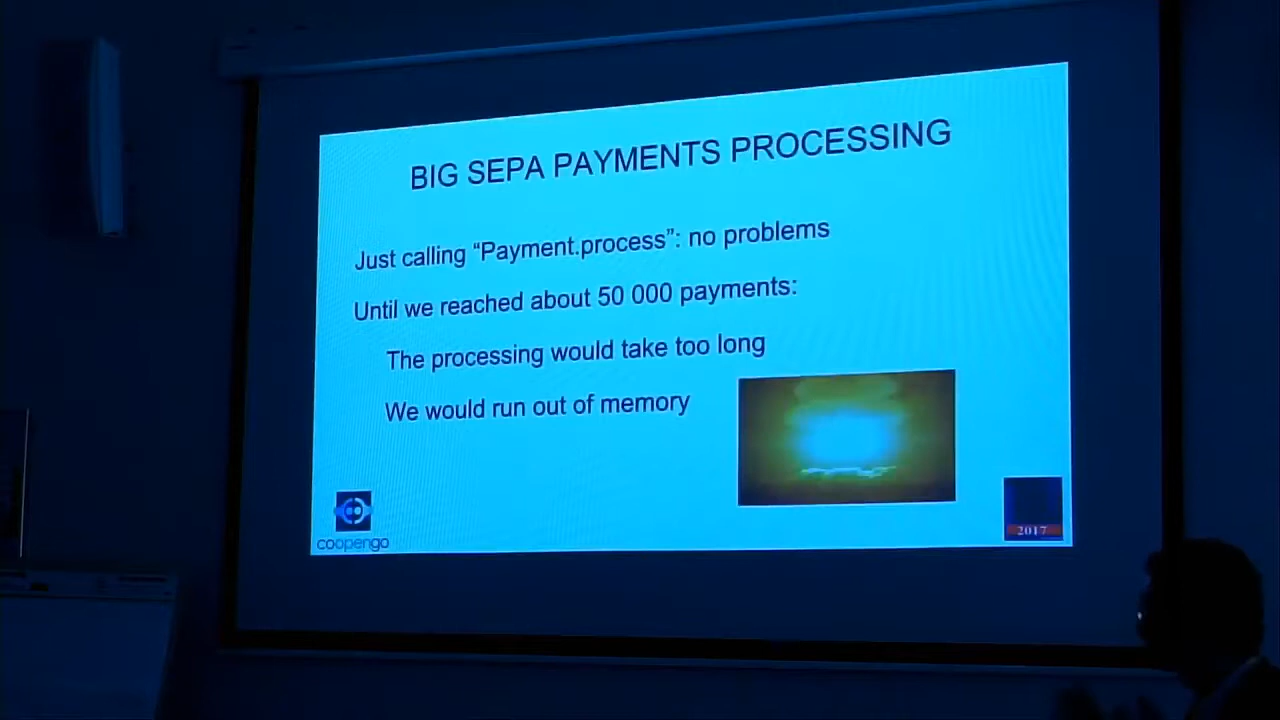 BIG SEPA PAYMENTS PROCESSING
Just calling “Payment.process”: no problems
Until we reached about 50 000 payments:
The processing would take too long
We would run out of memory
coopengo
2017